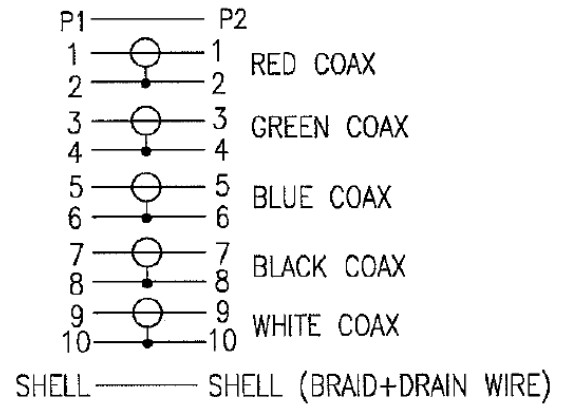 P1 P2
1 1
RED COAX
2 2
3 3
GREEN COAX
4 4
5 5
BLUE COAX
6 6
7 7
BLACK COAX
8 8
9 9
WHITE COAX
10 10
SHELL SHELL (BRAID+DRAIN WIRE)